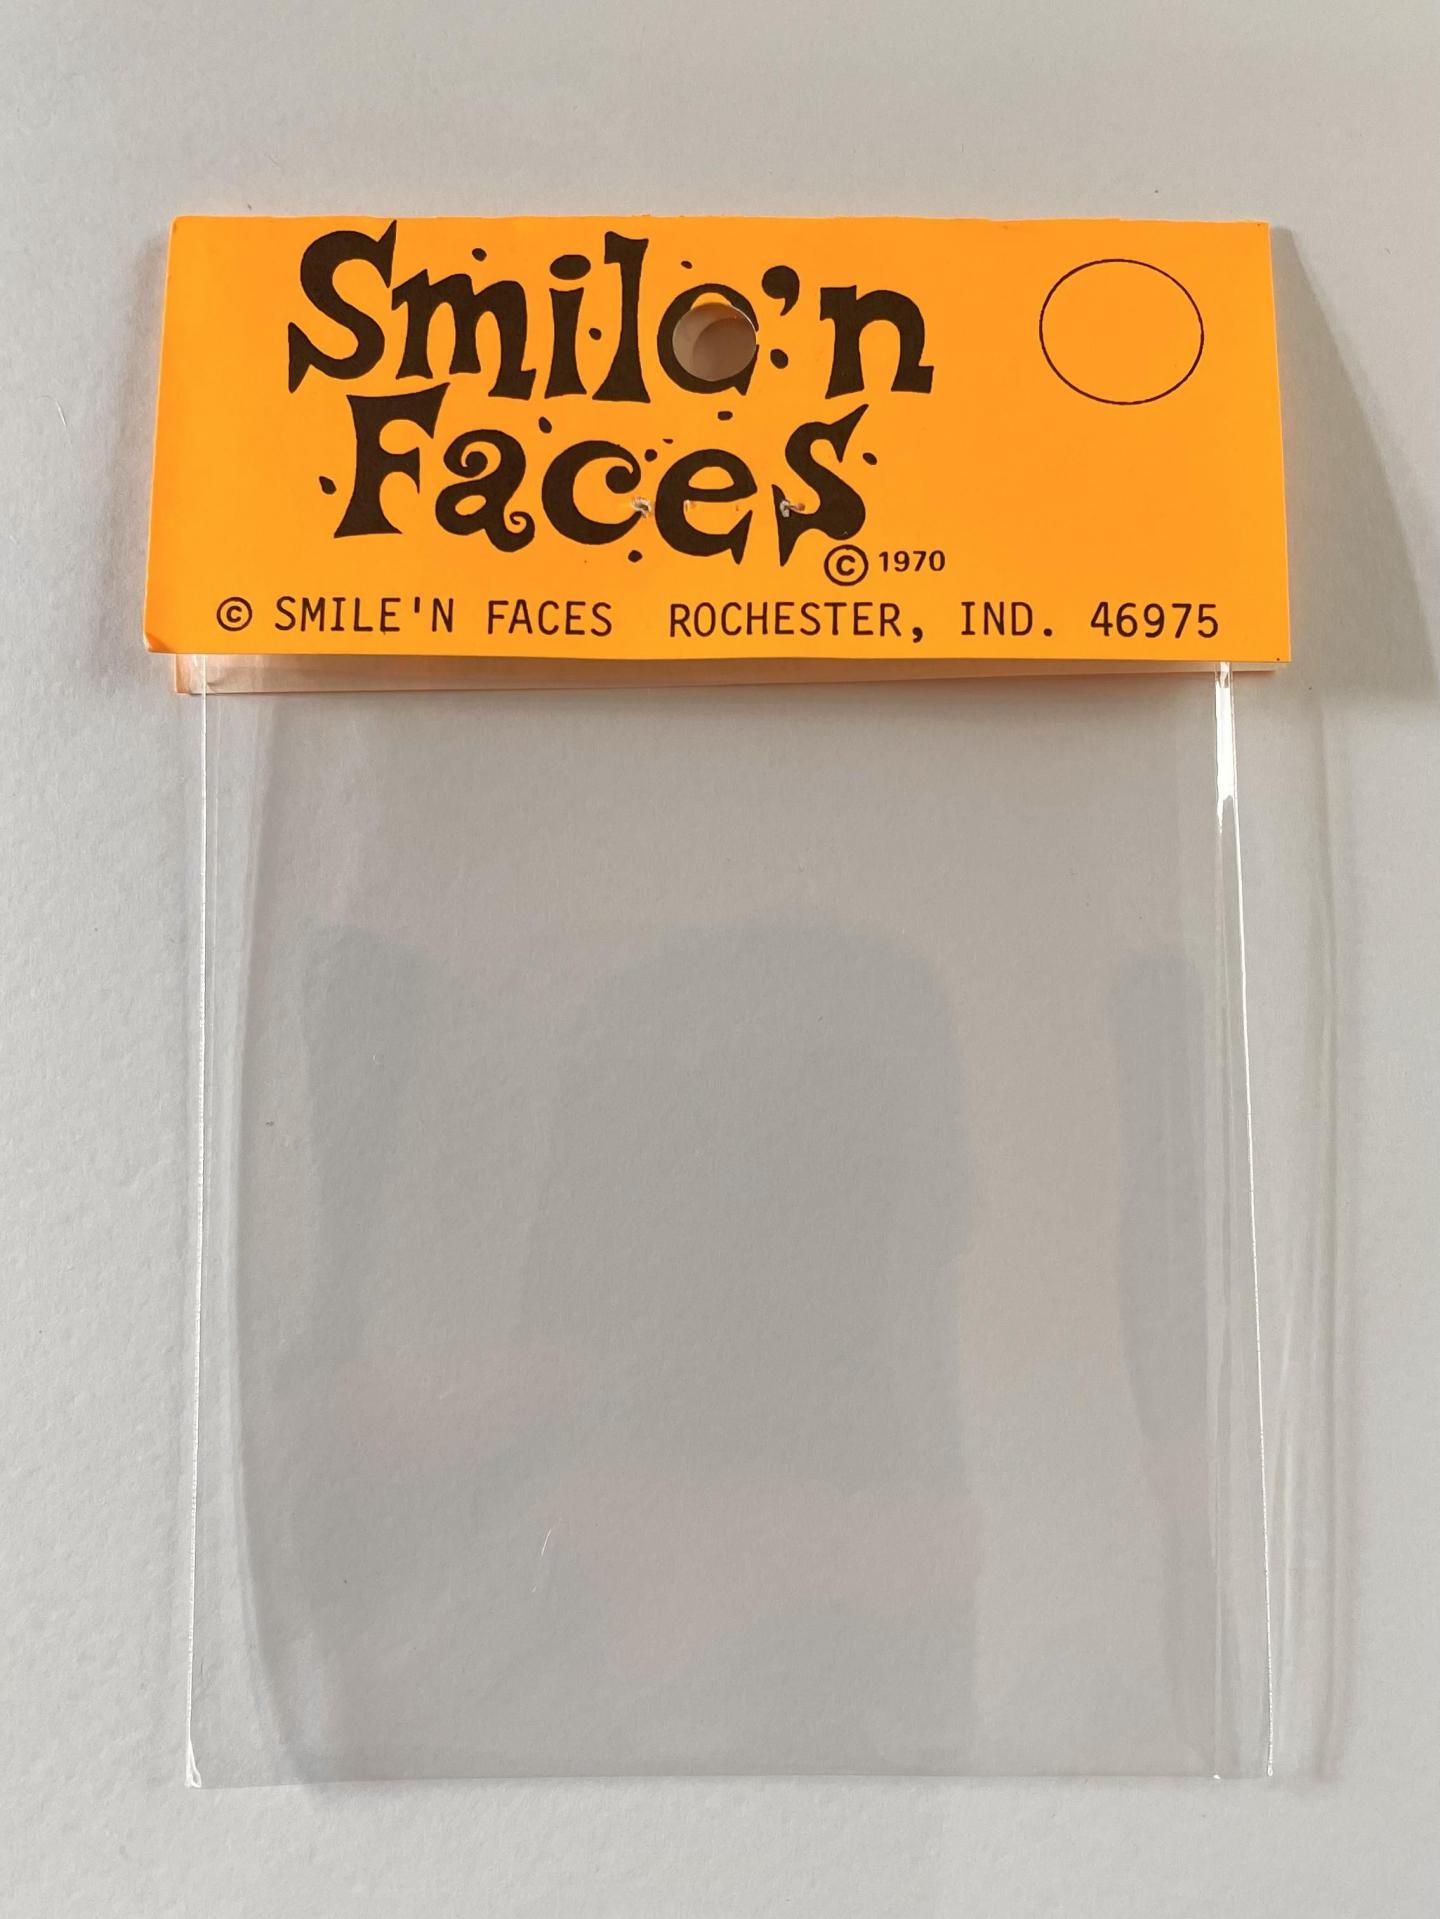 Smile'n
Faces
© 1970
© SMILE'N FACES ROCHESTER, IND. 46975